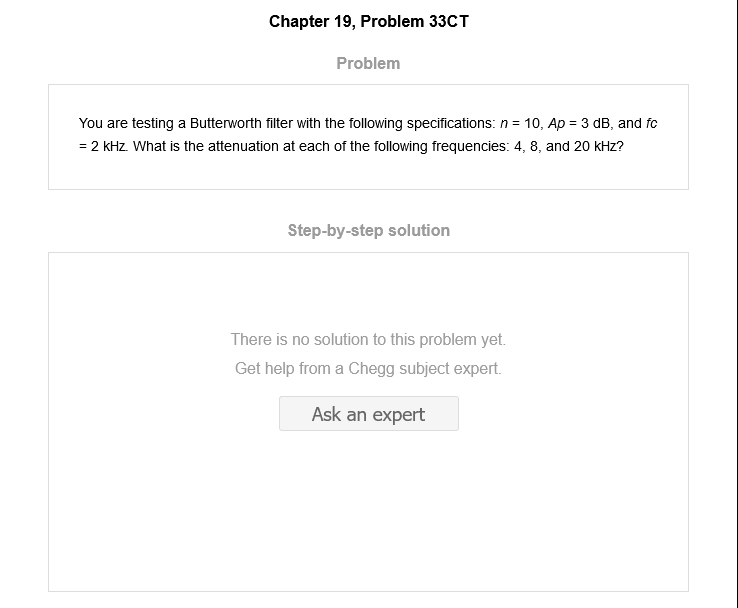 Chapter 19, Problem 33CT
Problem
You are testing a Butterworth filter with the following specifications: n = 10, Ap = 3 dB, and fc
= 2 kHz. What is the attenuation at each of the following frequencies: 4, 8, and 20 kHz?
Step-by-step solution
There is no solution to this problem yet.
Get help from a Chegg subject expert.
Ask an expert